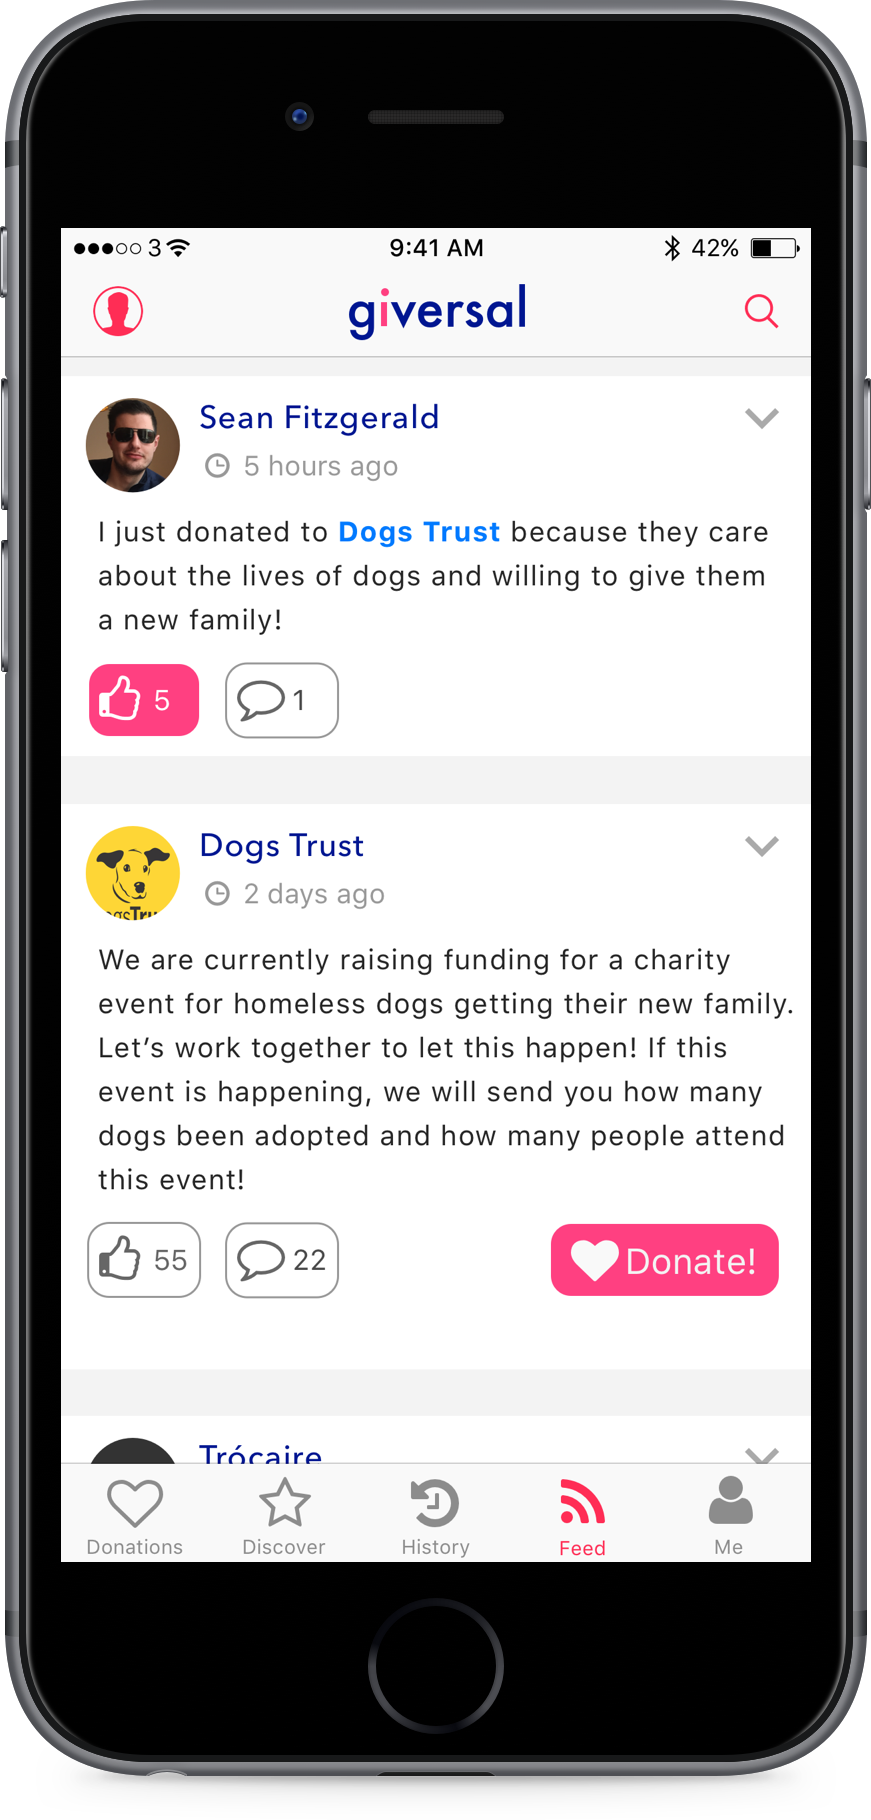 3 9:41 AM 42%
giversal
Sean Fitzgerald
5 hours ago
I just donated to Dogs Trust because they care
about the lives of dogs and willing to give them
a new family!
5 1
Dogs Trust
2 days ago
We are currently raising funding for a charity
event for homeless dogs getting their new family.
Let’s work together to let this happen! If this
event is happening, we will send you how many
dogs been adopted and how many people attend
this event!
55 22 Donate!
Trócaire
Donations Discover History Feed Me